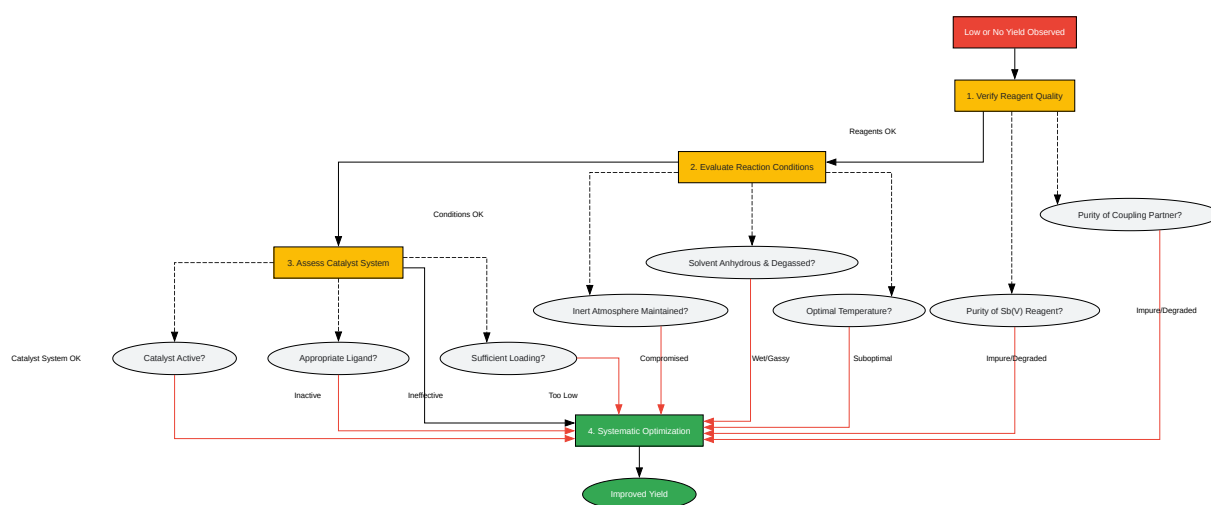 Low or No Yield Observed
1. Verify Reagent Quality
Reagents OK
2. Evaluate Reaction Conditions
Conditions OK
Purity of Coupling Partner?
3. Assess Catalyst System
Solvent Anhydrous & Degassed?
Inert Atmosphere Maintained?
Optimal Temperature?
Purity of Sb(V) Reagent?
Impure/Degraded
Catalyst System OK
Catalyst Active?
Appropriate Ligand?
Sufficient Loading?
Compromised
Wet/Gassy
Suboptimal
Impure/Degraded
Inactive
Ineffective
Too Low
4. Systematic Optimization
Improved Yield